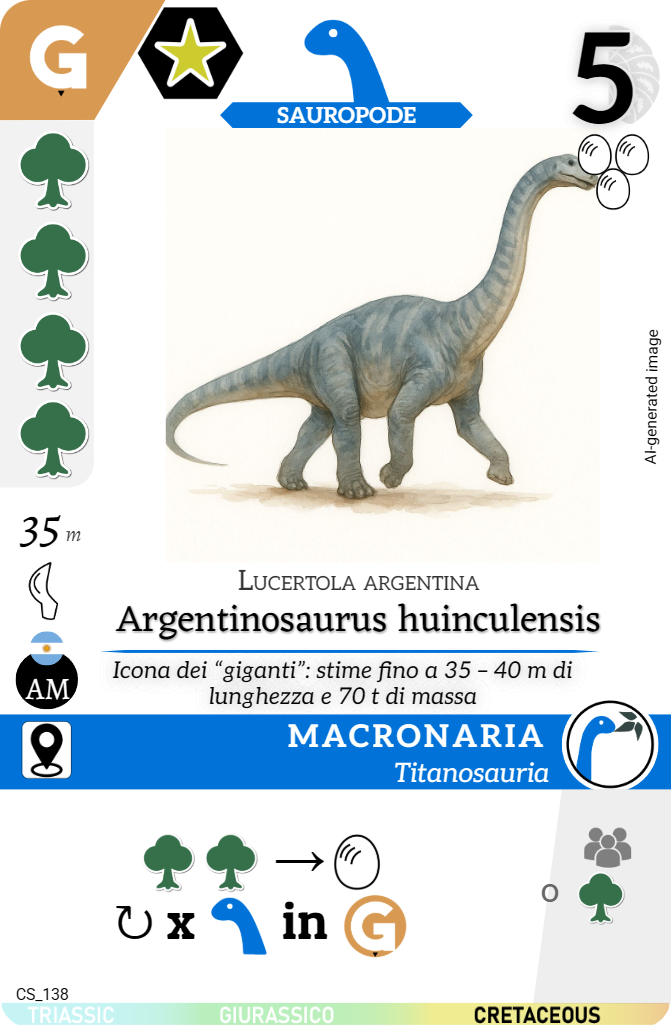 G
SAUROPODE
5
AI-generated image
35 m
LUCERTOLA ARGENTINA
Argentinosaurus huinculensis
AM
Icona dei “giganti”: stime fino a 35 – 40 m di
lunghezza e 70 t di massa
MACRONARIA
Titanosauria
→
o
↻ x in G
CS_138
TRIASSIC GIURASSICO CRETACEOUS